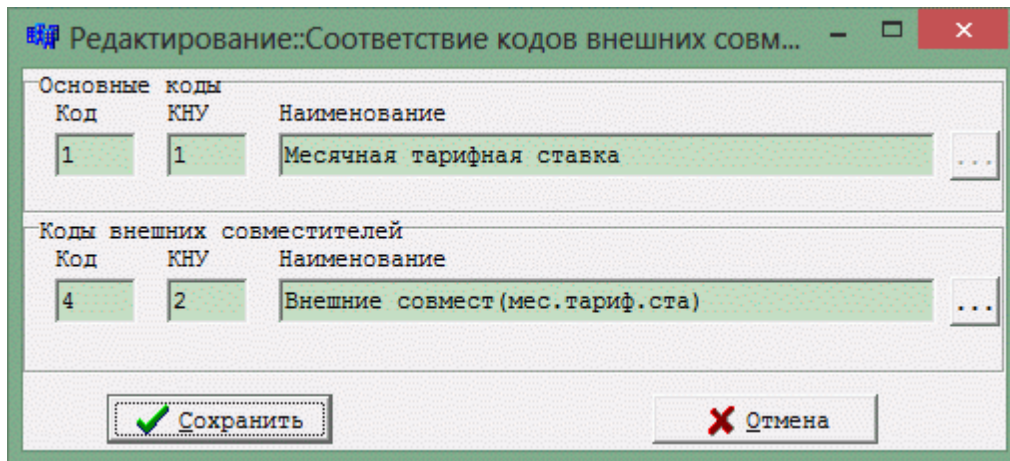 Редактирование::Соответствие кодов внешних совм...
Основные коды
Код КНУ Наименование
1 1 Месячная тарифная ставка ...
Коды внешних совместителей
Код КНУ Наименование
4 2 Внешние совмест(мес.тариф.ста) ...
Сохранить Отмена